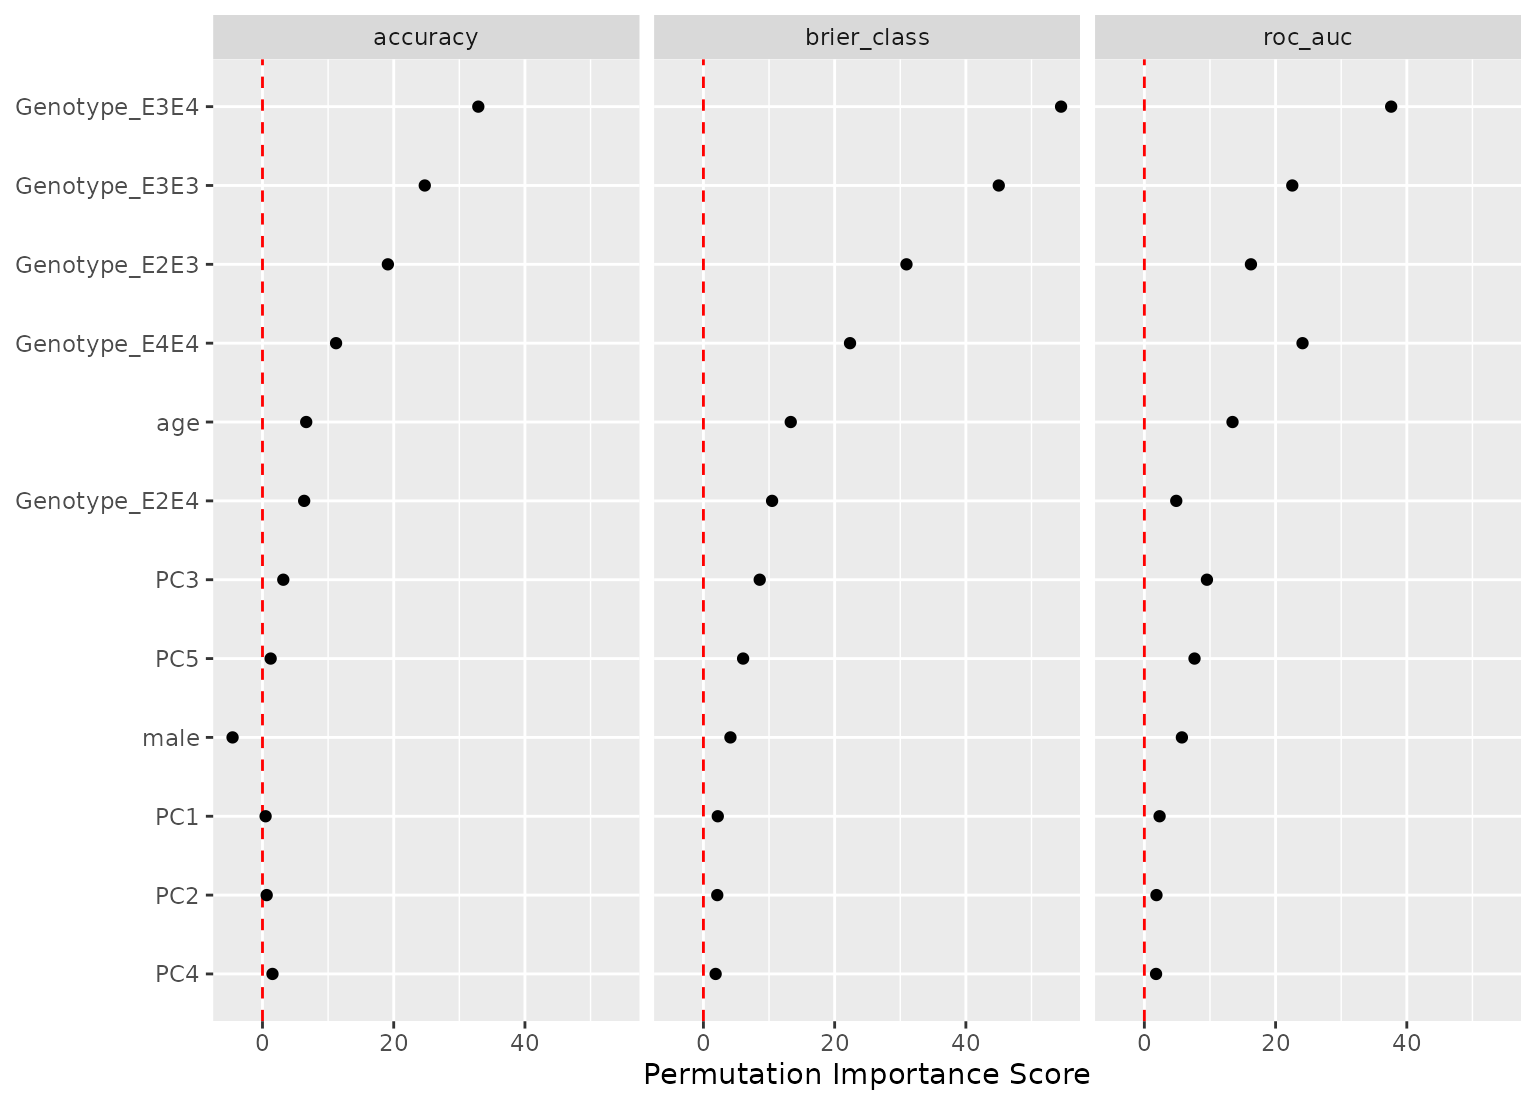 accuracy
brier_class
roc_auc
Genotype_E3E4
Genotype_E3E3
Genotype_E2E3
Genotype_E4E4
age
Genotype_E2E4
PC3
PC5
male
PC1
PC2
PC4
0 20 40
0 20 40
0 20 40
Permutation Importance Score